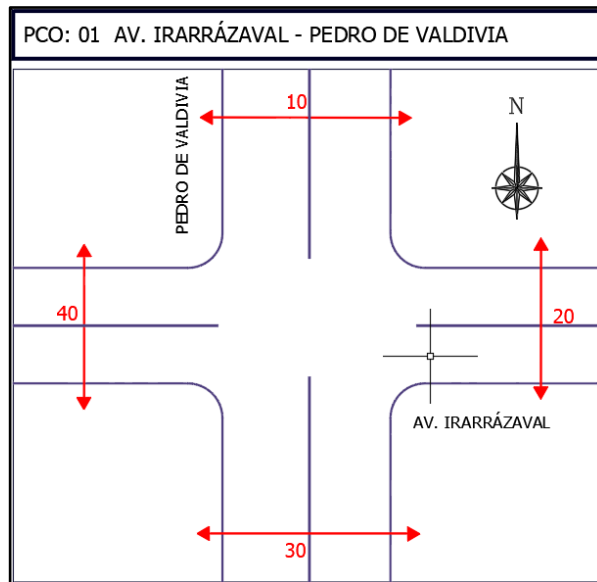 PCO: 01 AV. IRARRÁZAVAL - PEDRO DE VALDIVIA
PEDRO DE VALDIVIA
10
N
40
20
AV. IRARRÁZAVAL
30